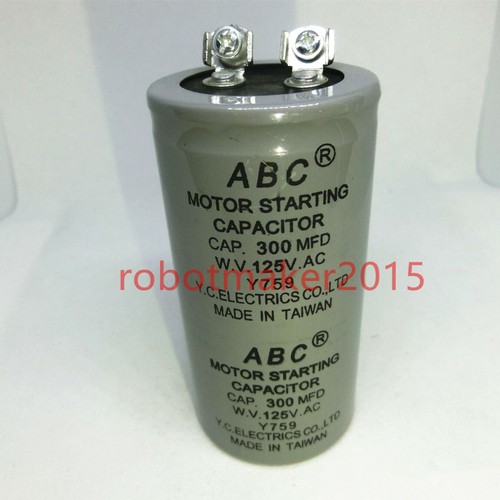 ABC®
MOTOR STARTING
CAPACITOR
CAP. 300 MFD
W.V.125V.AC
robotmaker2015
Y759
Y.C.ELECTRICS CO.,LTD
MADE IN TAIWAN
ABC®
MOTOR STARTING
CAPACITOR
CAP. 300 MFD
W.V.125V.AC
Y759
Y.C.ELECTRICS CO.,LTD
MADE IN TAIWAN